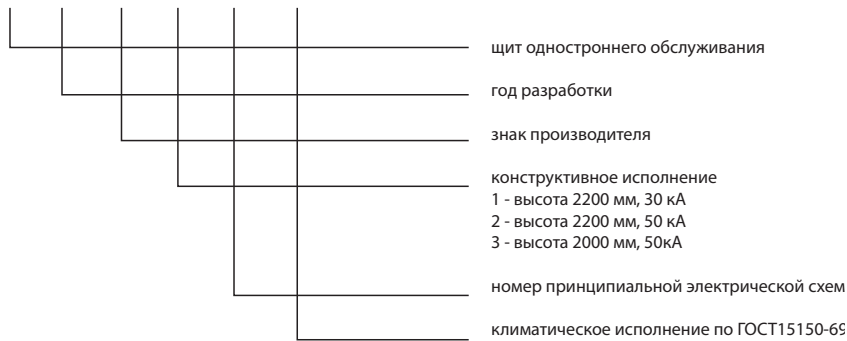 щит одностроннего обслуживания
год разработки
знак производителя
конструктивное исполнение
1 - высота 2200 мм, 30 кА
2 - высота 2200 мм, 50 кА
3 - высота 2000 мм, 50кА
номер принципиальной электрической схем
климатическое исполнение по ГОСТ15150-69